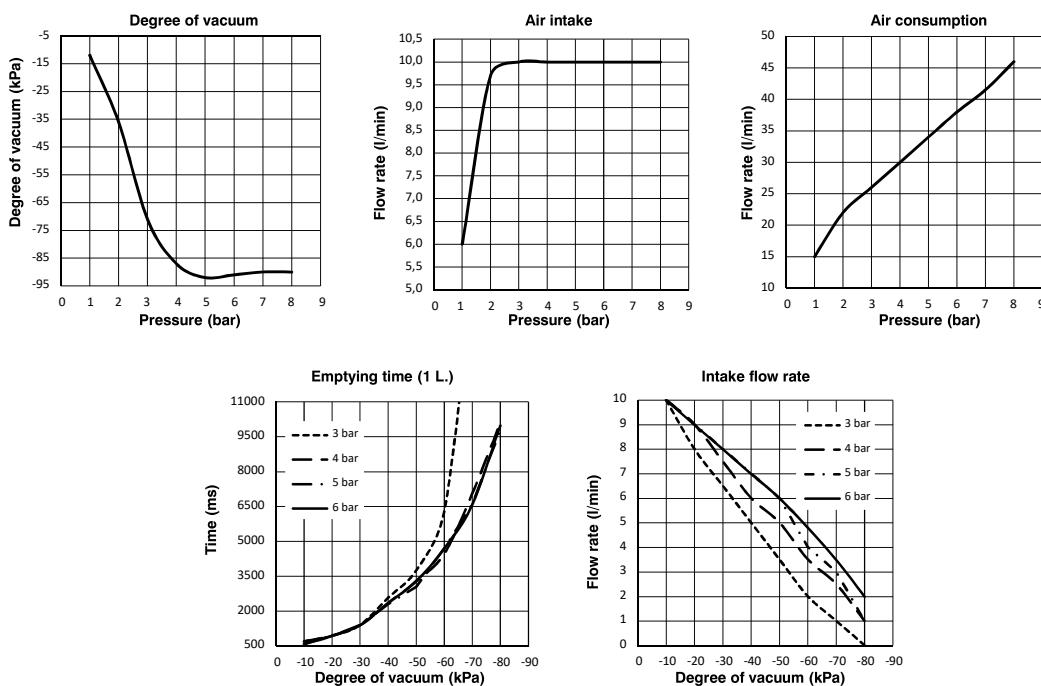 Degree of vacuum
Degree of vacuum (kPa)
-5
-15
-25
-35
-45
-55
-65
-75
-85
-95
0 1 2 3 4 5 6 7 8 9
Pressure (bar)
Air intake
Flow rate (l/min)
10,5
10,0
9,5
9,0
8,5
8,0
7,5
7,0
6,5
6,0
5,5
5,0
0 1 2 3 4 5 6 7 8 9
Pressure (bar)
Air consumption
Flow rate (l/min)
50
45
40
35
30
25
20
15
10
0 1 2 3 4 5 6 7 8 9
Pressure (bar)
Emptying time (1 L.)
Time (ms)
11000
9500
8000
6500
5000
3500
2000
500
3 bar
4 bar
5 bar
6 bar
0 -10 -20 -30 -40 -50 -60 -70 -80 -90
Degree of vacuum (kPa)
Intake flow rate
Flow rate (l/min)
10
9
8
7
6
5
4
3
2
1
0
3 bar
4 bar
5 bar
6 bar
0 -10 -20 -30 -40 -50 -60 -70 -80 -90
Degree of vacuum (kPa)